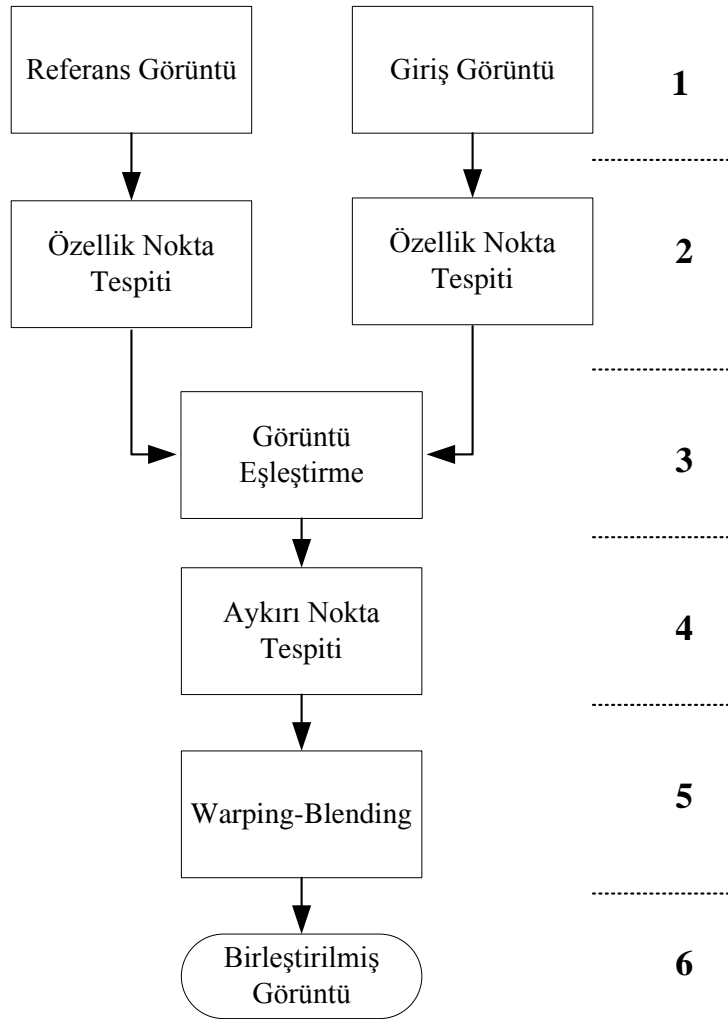 Referans Görüntü
Giriş Görüntü
1
Özellik Nokta
Tespiti
Özellik Nokta
Tespiti
2
Görüntü
Eşleştirme
3
Aykırı Nokta
Tespiti
4
Warping-Blending
5
Birleştirilmiş
Görüntü
6